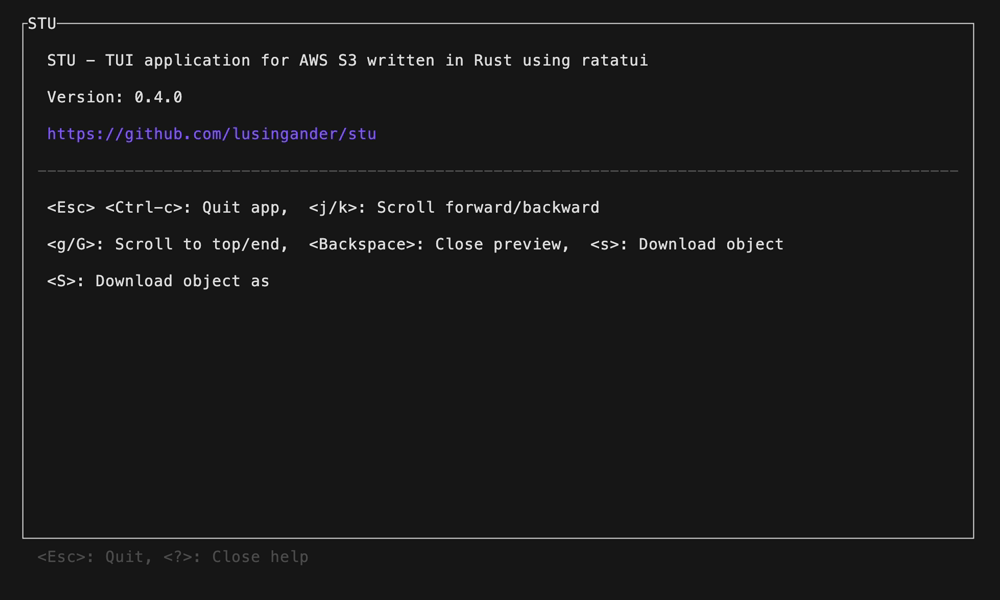 STU
STU – TUI application for AWS S3 written in Rust using ratatui
Version: 0.4.0
https://github.com/lusingander/stu
<Esc> <Ctrl-c>: Quit app,  <j/k>: Scroll forward/backward
<g/G>: Scroll to top/end,  <Backspace>: Close preview,  <s>: Download object
<S>: Download object as
<Esc>: Quit, <?>: Close help